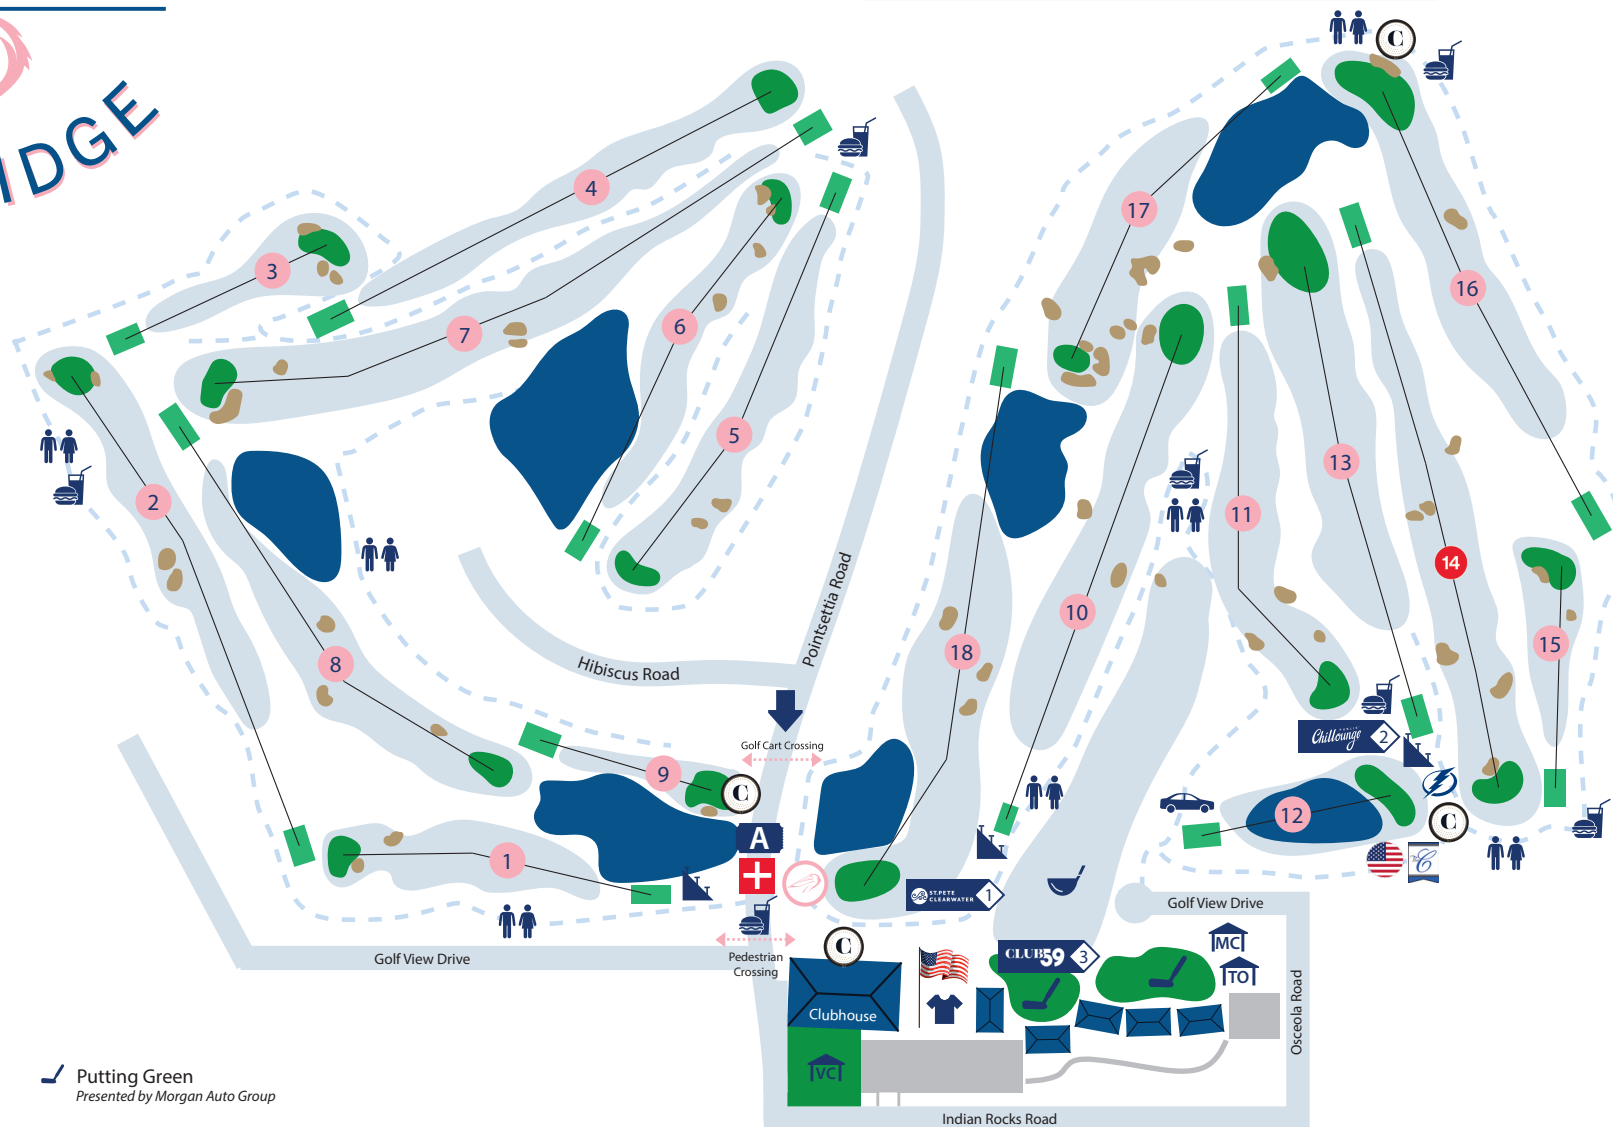 IDGE
C
4
17
3
16
7
6
5
13
2
11
14
10
15
18
8
Pointsettia Road
Hibiscus Road
Golf Cart Crossing
Chillounge 2
9
C
12
C
A
1
ST.PETE
CLEARWATER 1
Golf View Drive
C
Pedestrian
Crossing
Golf View Drive
CLUB 59 3
MC
TO
Clubhouse
Osceola Road
VC
Putting Green
Presented by Morgan Auto Group
Indian Rocks Road